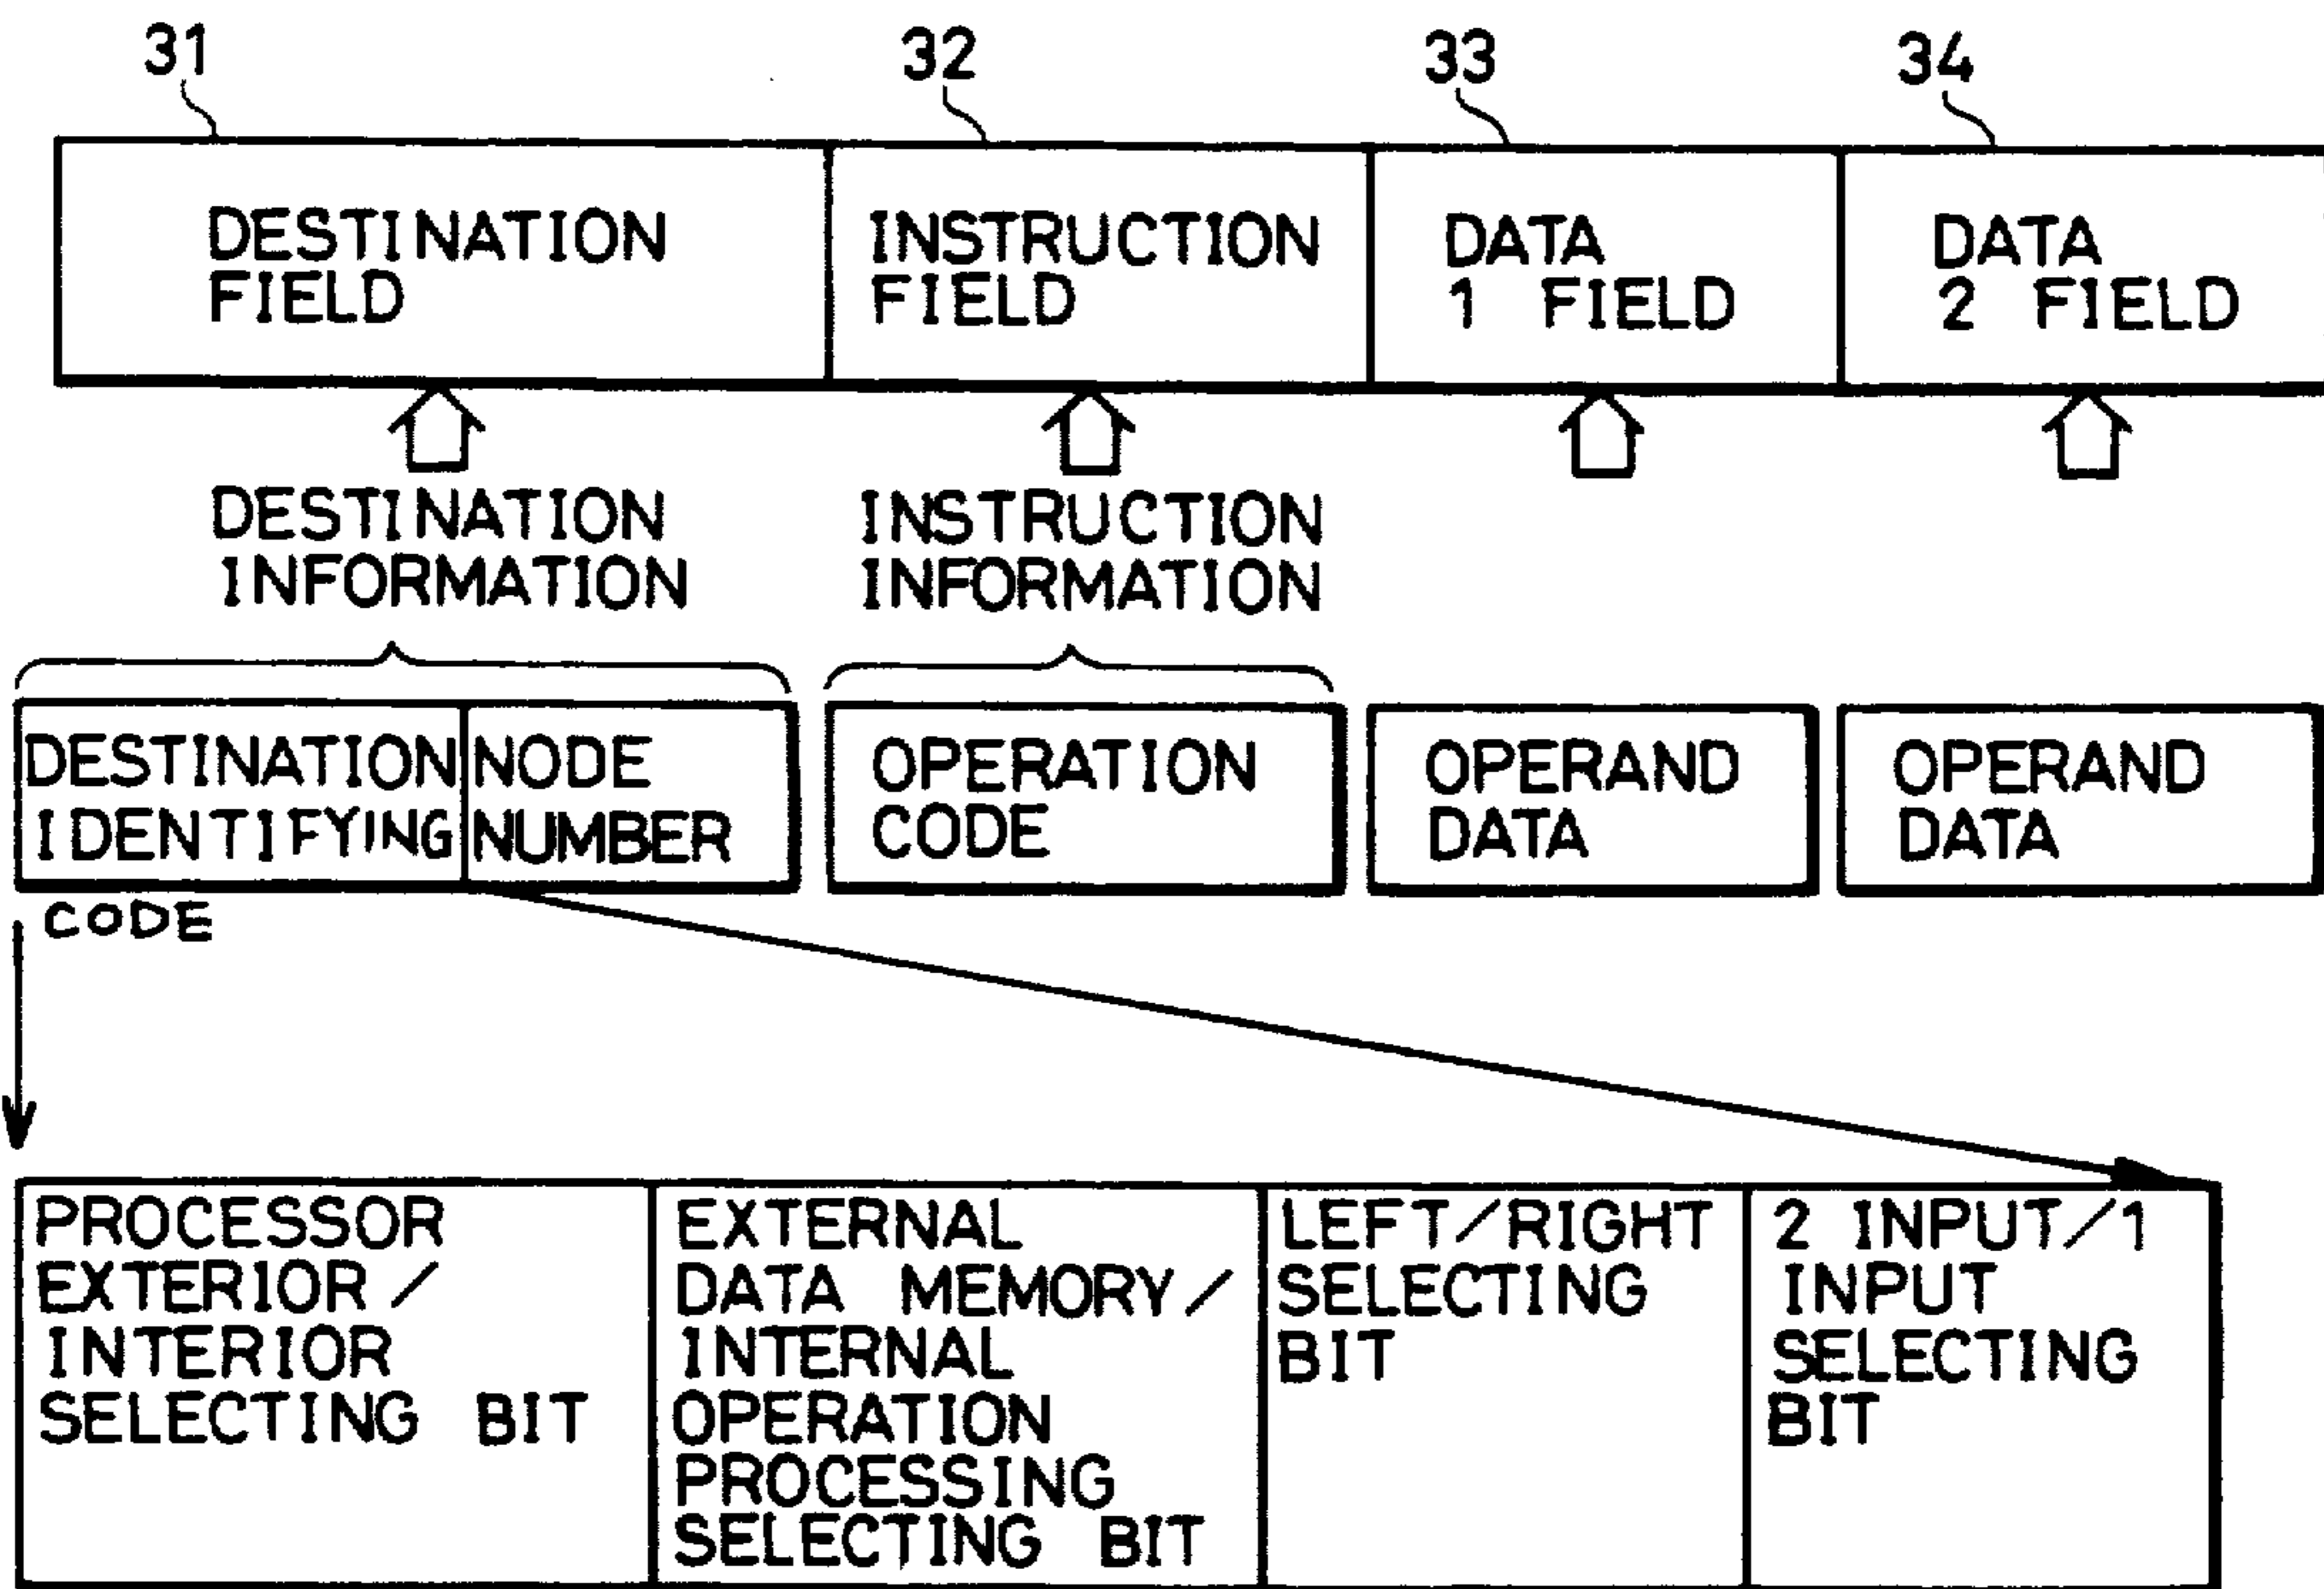 31 32 33 34
DESTINATION
FIELD
INSTRUCTION
FIELD
DATA
1 FIELD
DATA
2 FIELD
DESTINATION
INFORMATION
INSTRUCTION
INFORMATION
DESTINATION
IDENTIFYING
CODE
NODE
NUMBER
OPERATION
CODE
OPERAND
DATA
OPERAND
DATA
PROCESSOR
EXTERIOR/
INTERIOR
SELECTING BIT
EXTERNAL
DATA MEMORY/
INTERNAL
OPERATION
PROCESSING
SELECTING BIT
LEFT/RIGHT
SELECTING
BIT
2 INPUT/1
INPUT
SELECTING
BIT